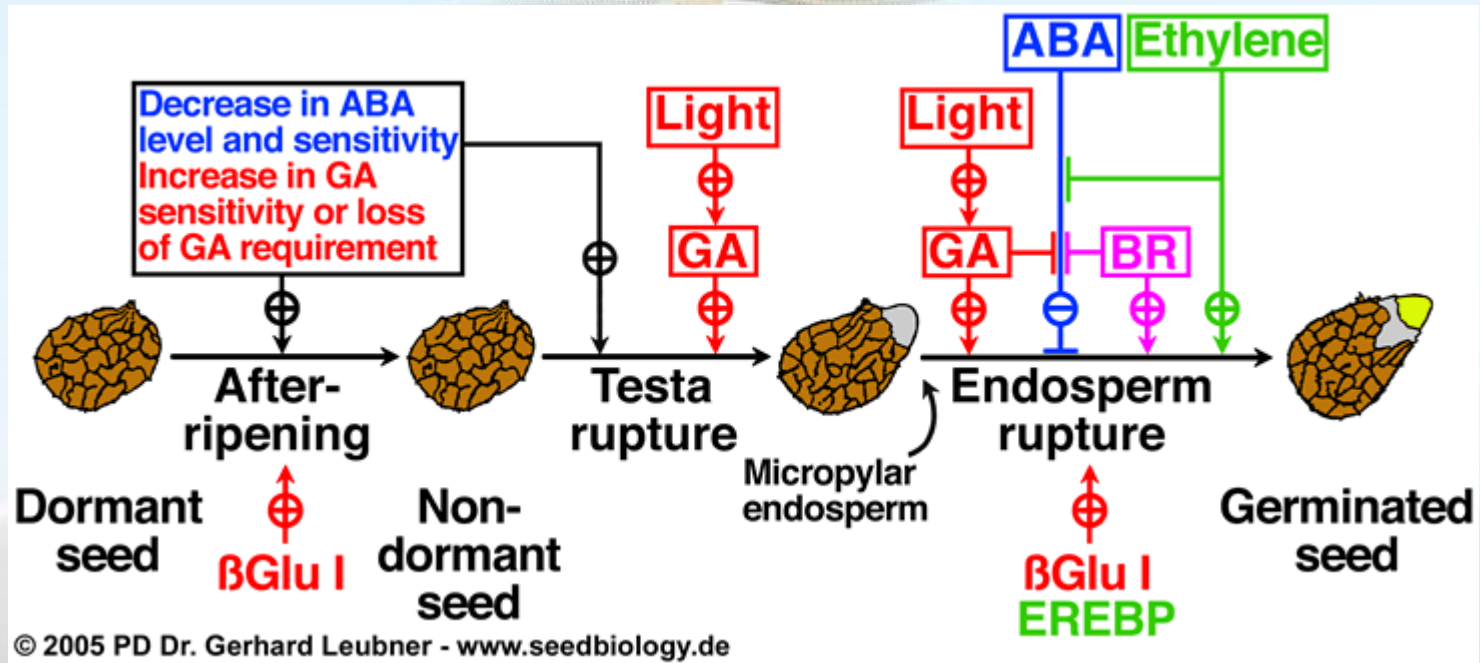 ABA
Ethylene
Decrease in ABA
level and sensitivity
Increase in GA
sensitivity or loss
of GA requirement
Light
GA
Light
GA
BR
After-
ripening
Testa
rupture
Endosperm
rupture
Micropylar
endosperm
Dormant
seed
ßGlu I
Non-
dormant
seed
ßGlu I
EREBP
Germinated
seed
© 2005 PD Dr. Gerhard Leubner - www.seedbiology.de